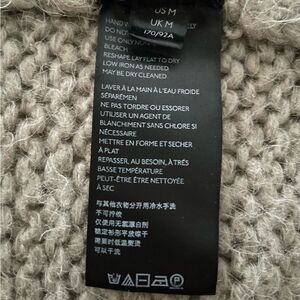 US M
UK M
170/92A
HAND
DO NO
USE ONLY NON
BLEACH
RESHAPE LAY FLAT TO DRY
LOW IRON AS NEEDED
MAY BE DRY CLEANED
LAVER À LA MAIN À L'EAU FROIDE
SÉPARÉMEN
NE PAS TORDRE OU ESSORER
UTILISER UN AGENT DE
BLANCHIMENT SANS CHLORE SI
NÉCESSAIRE
METTRE EN FORME ET SECHER
À PLAT
REPASSER, AU BESOIN, À TRÈS
BASSE TEMPÉRATURE
PEUT-ÊTRE ÊTRE NETTOYÉE
À SEC
与其他衣物分开用冷水手洗
不可拧绞
仅使用无氯漂白剂
稳定衫形平放晾干
需要时低温熨烫
可以干洗